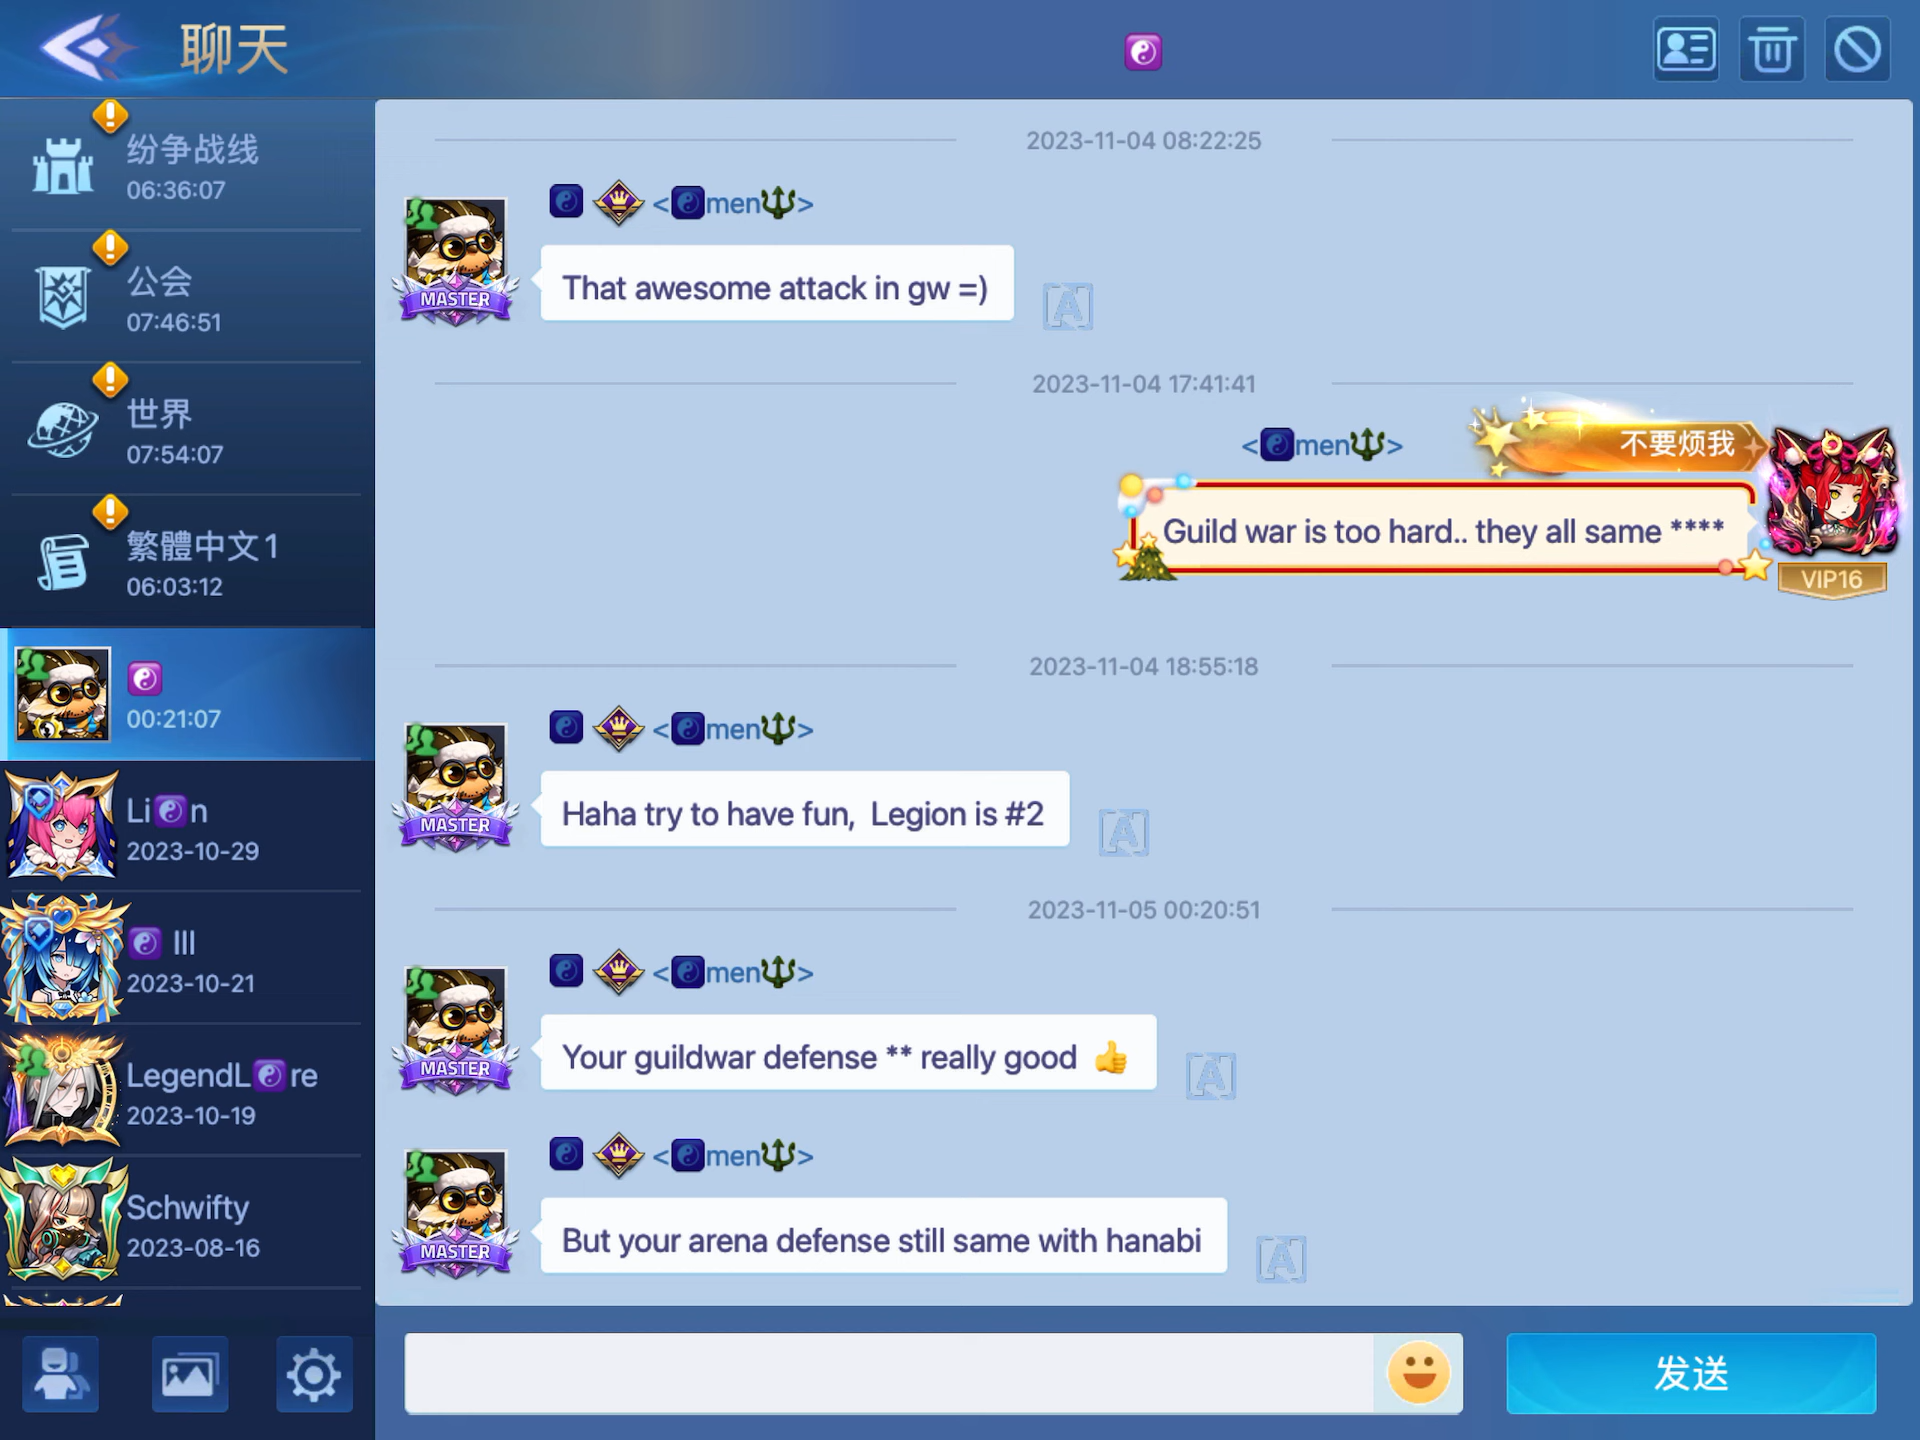 聊天
纷争战线
06:36:07
公会
07:46:51
世界
07:54:07
繁體中文1
06:03:12
☯
00:21:07
Li☯n
2023-10-29
☯ III
2023-10-21
LegendL☯re
2023-10-19
Schwifty
2023-08-16
☯
2023-11-04 08:22:25
☯ <☯men🔱>
MASTER
That awesome attack in gw =)
A
2023-11-04 17:41:41
<☯men🔱>
不要烦我
Guild war is too hard.. they all same ****
VIP16
2023-11-04 18:55:18
☯ <☯men🔱>
MASTER
Haha try to have fun,  Legion is #2
A
2023-11-05 00:20:51
☯ <☯men🔱>
MASTER
Your guildwar defense ** really good 👍
A
☯ <☯men🔱>
MASTER
But your arena defense still same with hanabi
A
发送